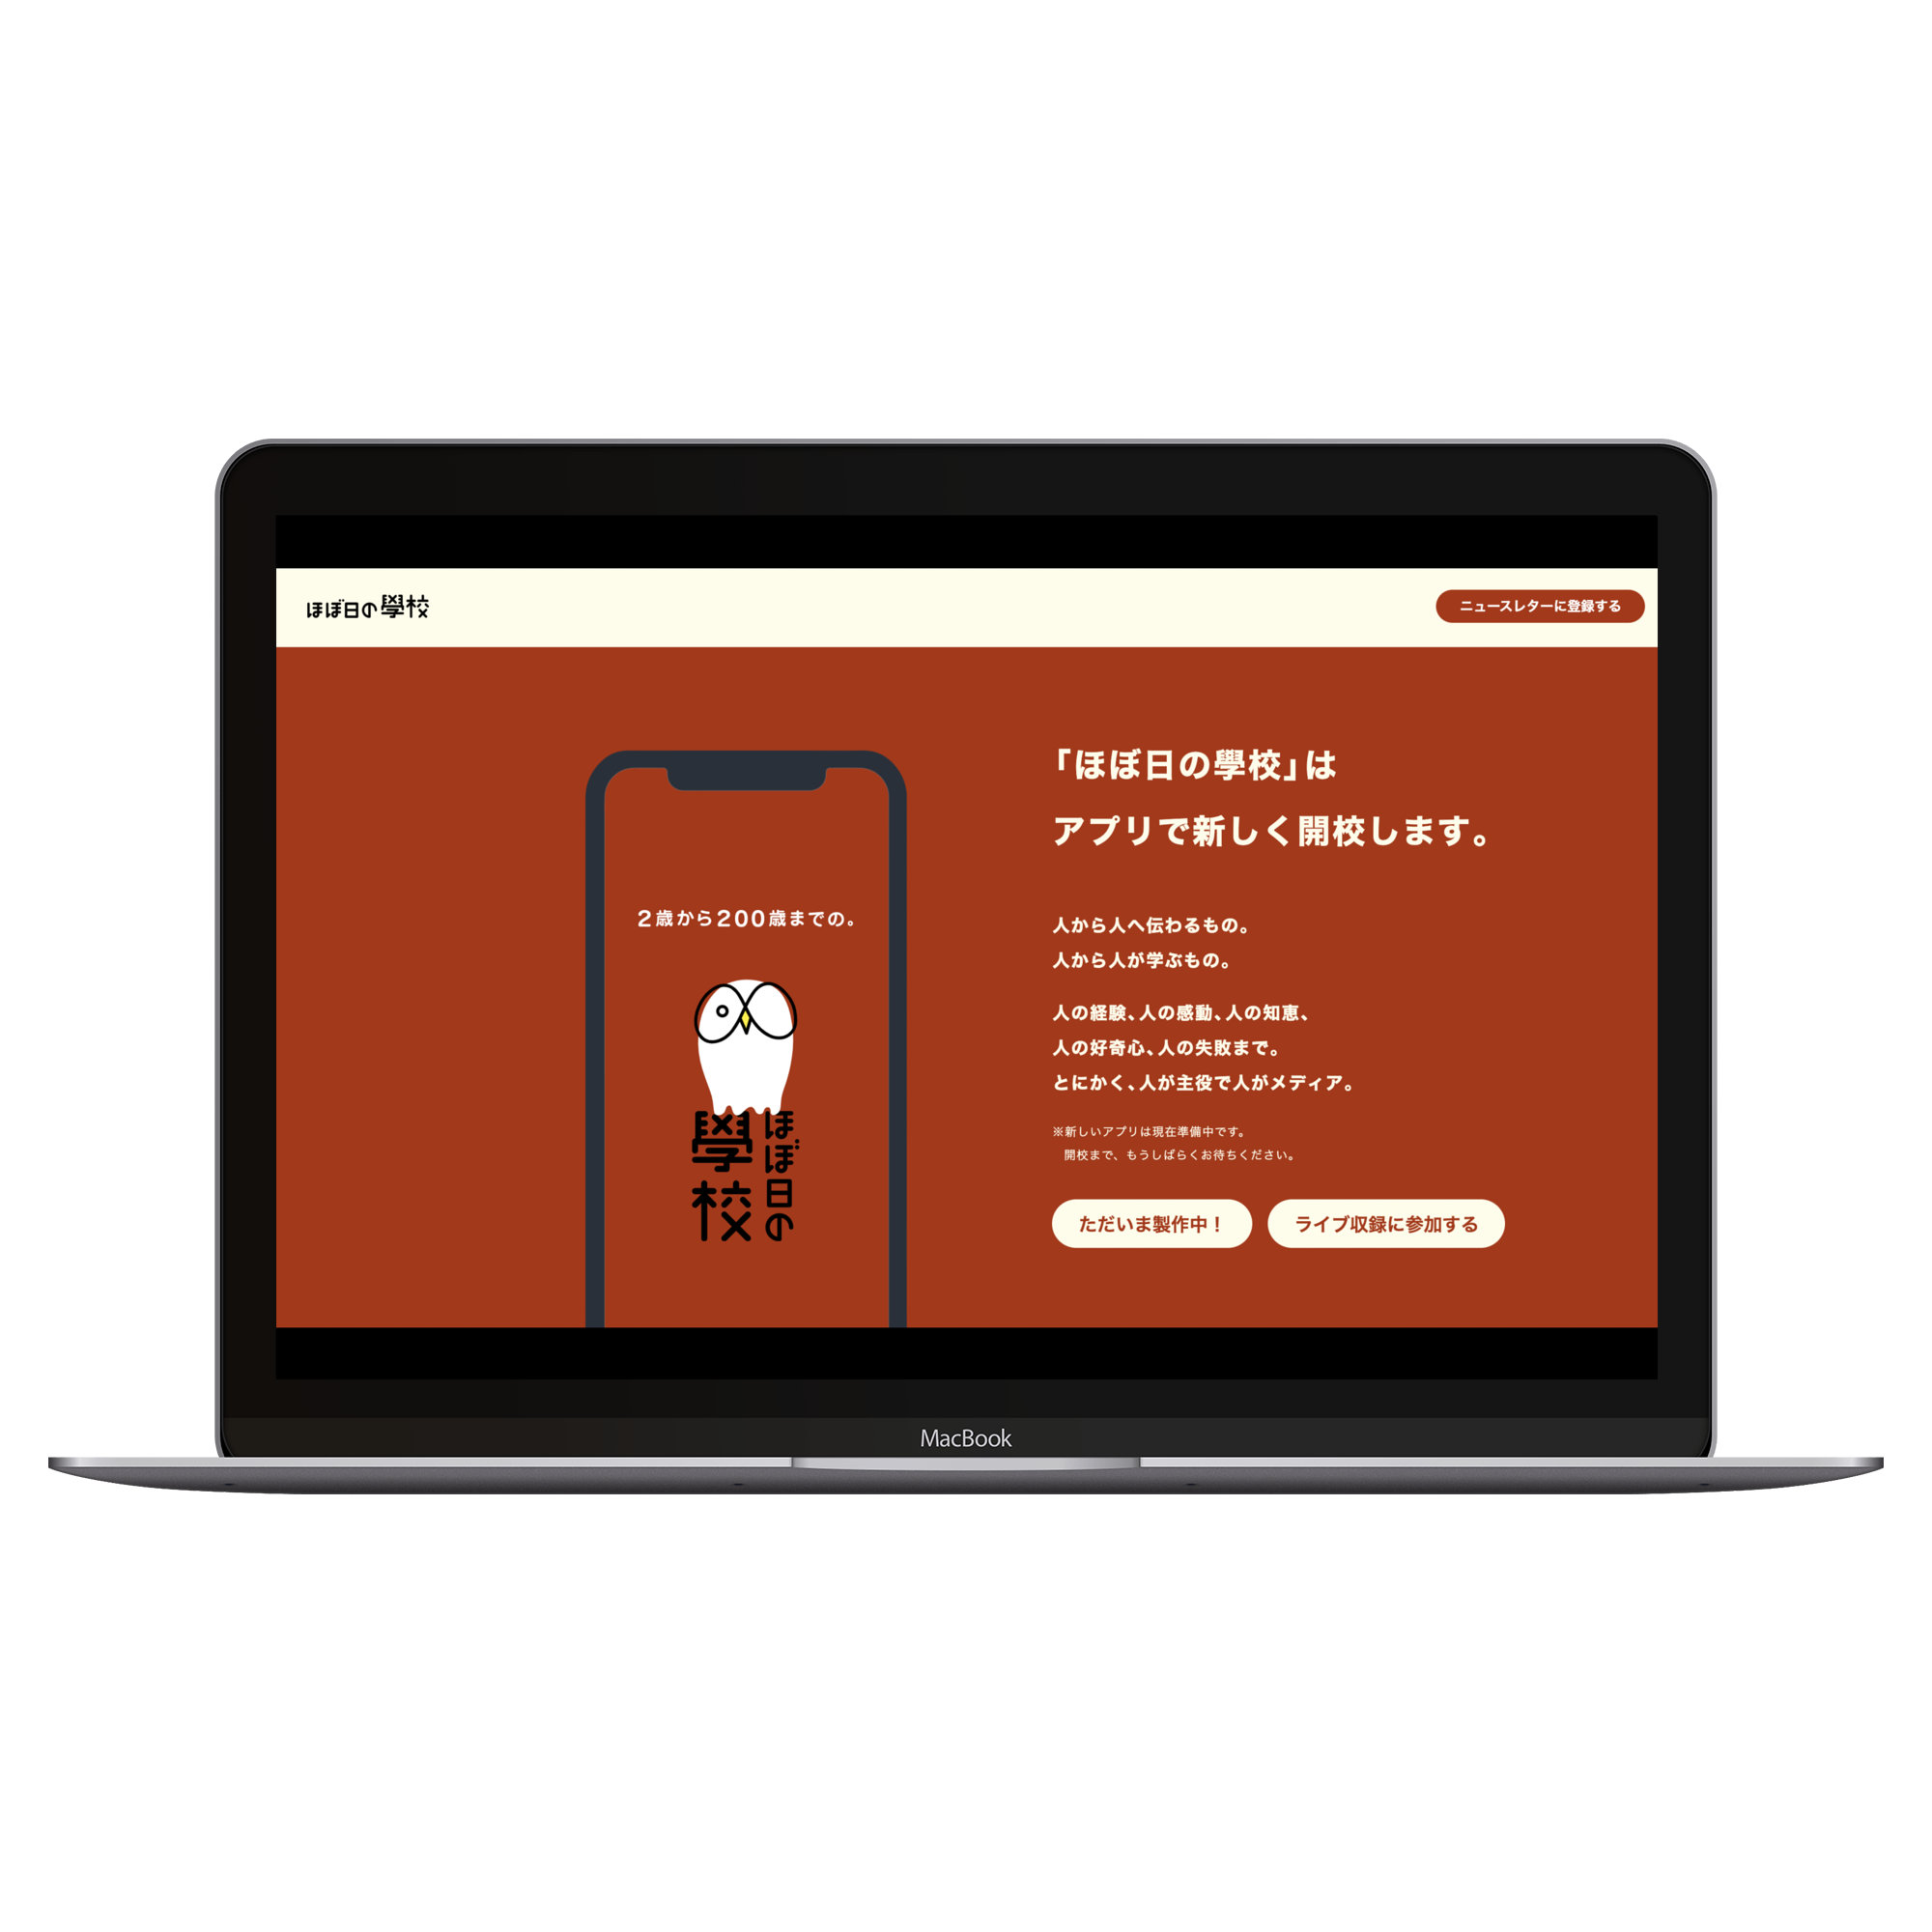 ほぼ日の學校
ニュースレターに登録する
2歳から200歳までの。
ほぼ日の
學校
「ほぼ日の學校」は
アプリで新しく開校します。
人から人へ伝わるもの。
人から人が学ぶもの。
人の経験、人の感動、人の知恵、
人の好奇心、人の失敗まで。
とにかく、人が主役で人がメディア。
※新しいアプリは現在準備中です。
開校まで、もうしばらくお待ちください。
ただいま製作中！
ライブ収録に参加する
MacBook